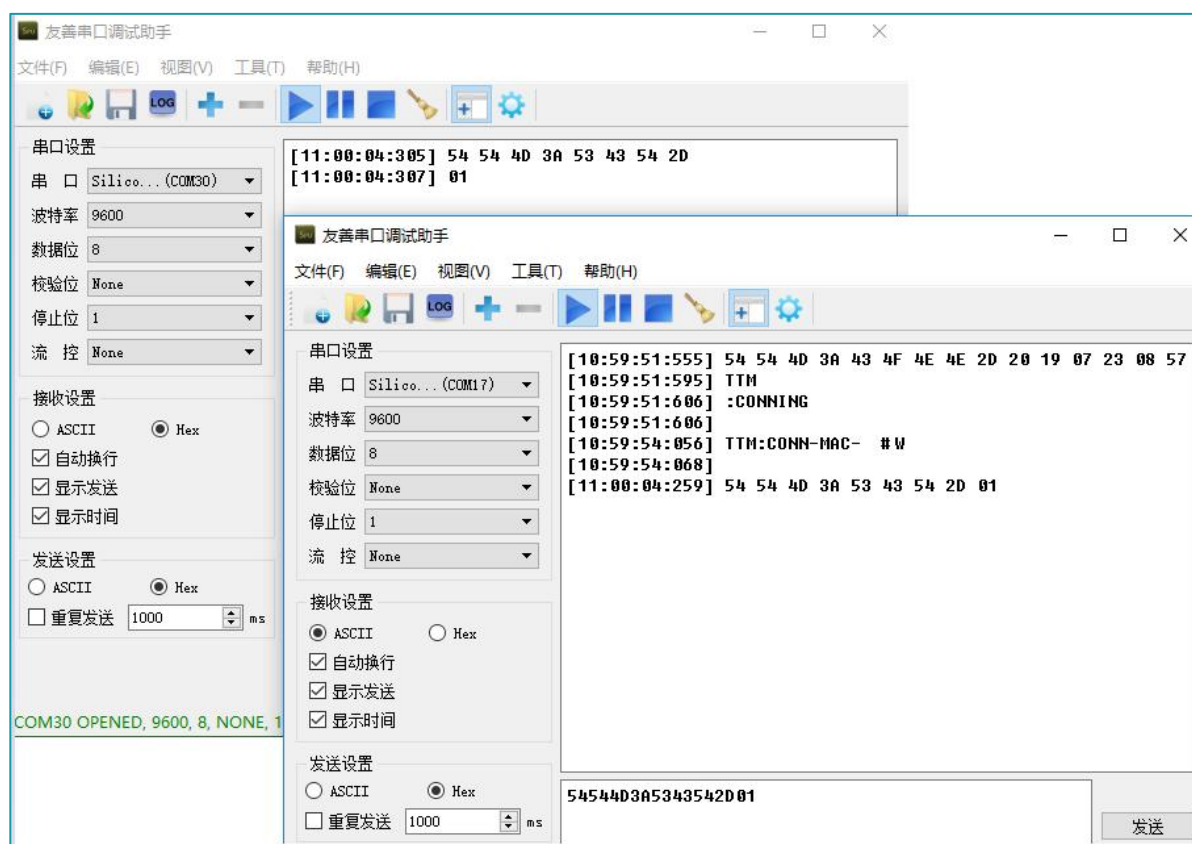 友善串口调试助手
文件(F) 编辑(E) 视图(V) 工具(T) 帮助(H)
LOG
串口设置
串 口 Silico...(COM30)
波特率 9600
数据位 8
校验位 None
停止位 1
流 控 None
接收设置
ASCII Hex
自动换行
显示发送
显示时间
发送设置
ASCII Hex
重复发送 1000 ms
COM30 OPENED, 9600, 8, NONE, 1
[11:00:04:305] 54 54 4D 3A 53 43 54 2D
[11:00:04:307] 01
友善串口调试助手
文件(F) 编辑(E) 视图(V) 工具(T) 帮助(H)
LOG
串口设置
串 口 Silico...(COM17)
波特率 9600
数据位 8
校验位 None
停止位 1
流 控 None
接收设置
ASCII Hex
自动换行
显示发送
显示时间
发送设置
ASCII Hex
重复发送 1000 ms
[10:59:51:555] 54 54 4D 3A 43 4F 4E 4E 2D 20 19 07 23 08 57
[10:59:51:595] TTM
[10:59:51:606] :CONNING
[10:59:51:606]
[10:59:54:056] TTM:CONN-MAC- #W
[10:59:54:068]
[11:00:04:259] 54 54 4D 3A 53 43 54 2D 01
54544D3A5343542D01
发送